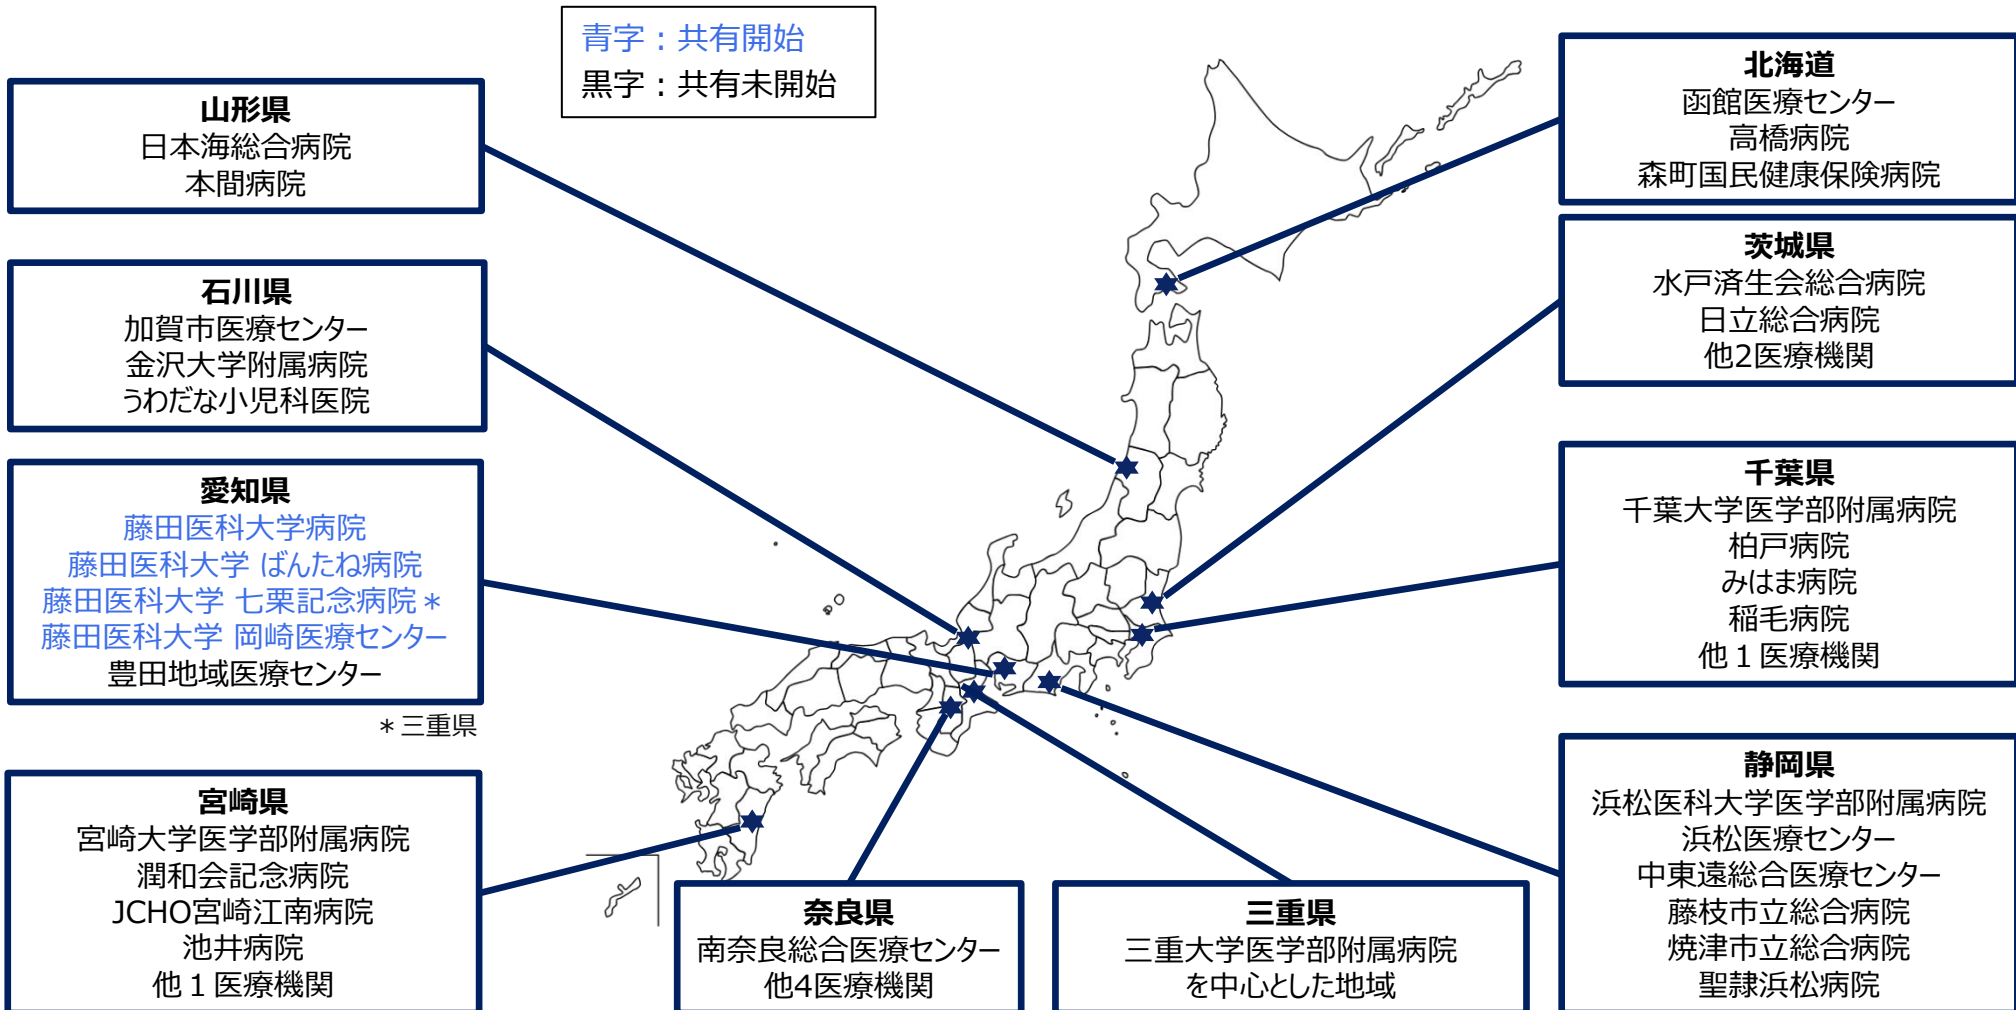 青字：共有開始
黒字：共有未開始
山形県
日本海総合病院
本間病院
石川県
加賀市医療センター
金沢大学附属病院
うわだな小児科医院
愛知県
藤田医科大学病院
藤田医科大学 ばんたね病院
藤田医科大学 七栗記念病院＊
藤田医科大学 岡崎医療センター
豊田地域医療センター
＊三重県
宮崎県
宮崎大学医学部附属病院
潤和会記念病院
JCHO宮崎江南病院
池井病院
他１医療機関
奈良県
南奈良総合医療センター
他4医療機関
三重県
三重大学医学部附属病院
を中心とした地域
北海道
函館医療センター
高橋病院
森町国民健康保険病院
茨城県
水戸済生会総合病院
日立総合病院
他2医療機関
千葉県
千葉大学医学部附属病院
柏戸病院
みはま病院
稲毛病院
他１医療機関
静岡県
浜松医科大学医学部附属病院
浜松医療センター
中東遠総合医療センター
藤枝市立総合病院
焼津市立総合病院
聖隷浜松病院